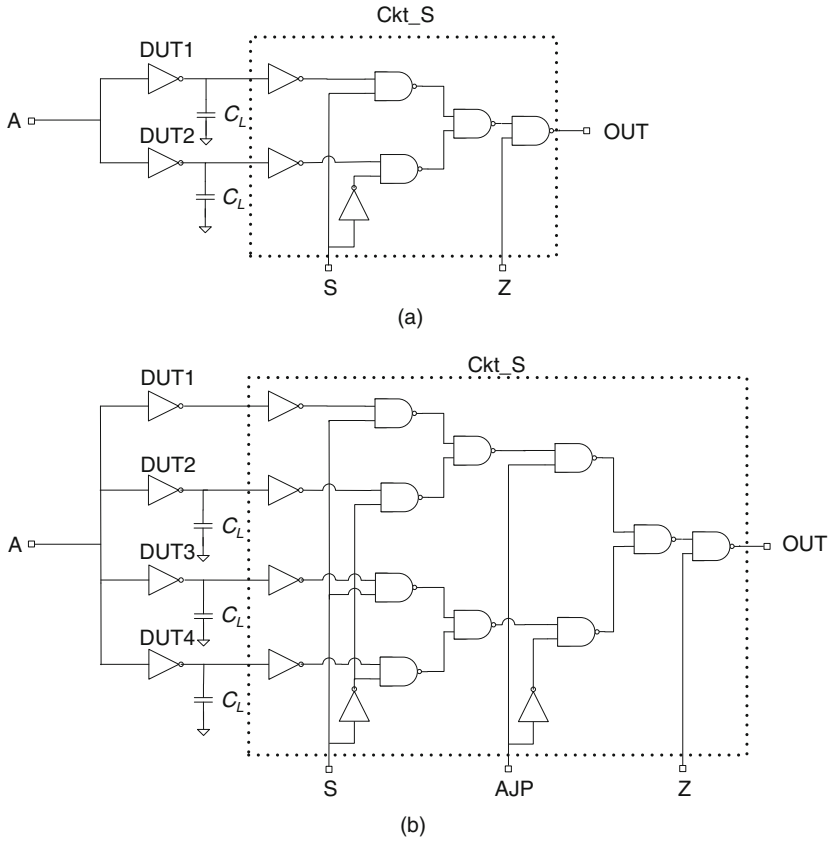 Ckt_S
DUT1
C_L
A
DUT2
OUT
C_L
S
Z
(a)
Ckt_S
DUT1
DUT2
C_L
A
OUT
DUT3
C_L
DUT4
C_L
S
AJP
Z
(b)